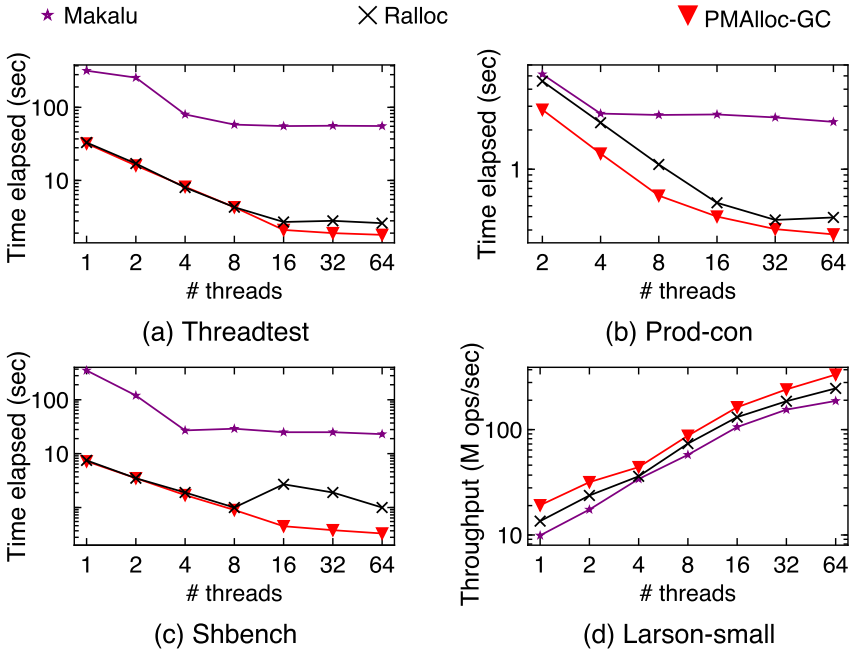 Makalu Ralloc PMAlloc-GC
Time elapsed (sec)
100
10
1 2 4 8 16 32 64
# threads
(a) Threadtest
Time elapsed (sec)
1
2 4 8 16 32 64
# threads
(b) Prod-con
Time elapsed (sec)
100
10
1 2 4 8 16 32 64
# threads
(c) Shbench
Throughput (M ops/sec)
100
10
1 2 4 8 16 32 64
# threads
(d) Larson-small